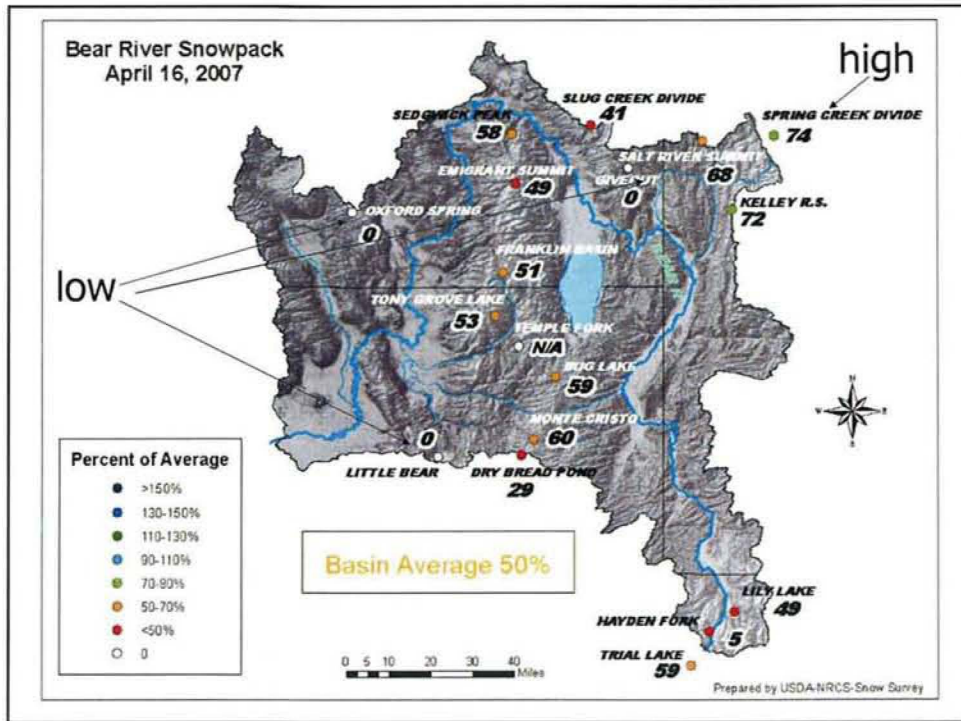 Bear River Snowpack
April 16, 2007
high
SLUG CREEK DIVIDE
41
SPRING CREEK DIVIDE
74
SEDGWICK PEAK
58
SALT RIVER SUMMIT
68
EMIGRANT SUMMIT
49
GIVEOUT
0
KELLEY R.S.
72
OXFORD SPRING
0
low
FRANKLIN BASIN
51
TONY GROVE LAKE
53
TEMPLE FORK
N/A
BUG LAKE
59
MONTE CRISTO
60
0
LITTLE BEAR
DRY BREAD POND
29
N
W
E
S
Percent of Average
>150%
130-150%
110-130%
90-110%
70-90%
50-70%
<50%
0
Basin Average 50%
LILY LAKE
49
HAYDEN FORK
5
TRIAL LAKE
59
0 5 10 20 30 40
Miles
Prepared by USDA-NRCS-Snow Survey